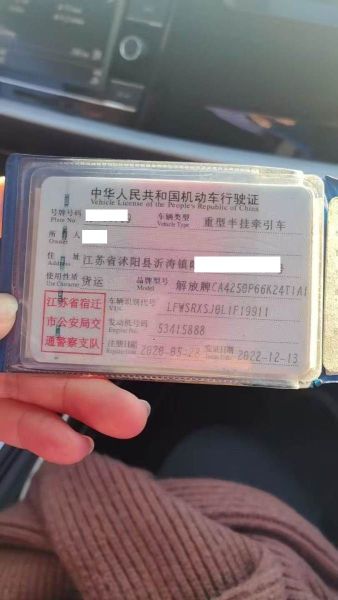 中华人民共和国机动车行驶证
Vehicle License of the People's Republic of China
号牌号码 车辆类型 重型半挂牵引车
Plate No. Vehicle Type
所 人
Owner
住 址 江苏省沭阳县沂涛镇
使用性质 货运 品牌型号 解放牌CA4250P66K24T1A1
Use Character Model
江苏省宿迁 车辆识别代号 LFWSRXSJ0L1F19911
VIN
市公安局交 发动机号码 53415888
Engine No.
通警察支队 注册日期 2020-05-28 发证日期 2022-12-13
Register Date Issue Date